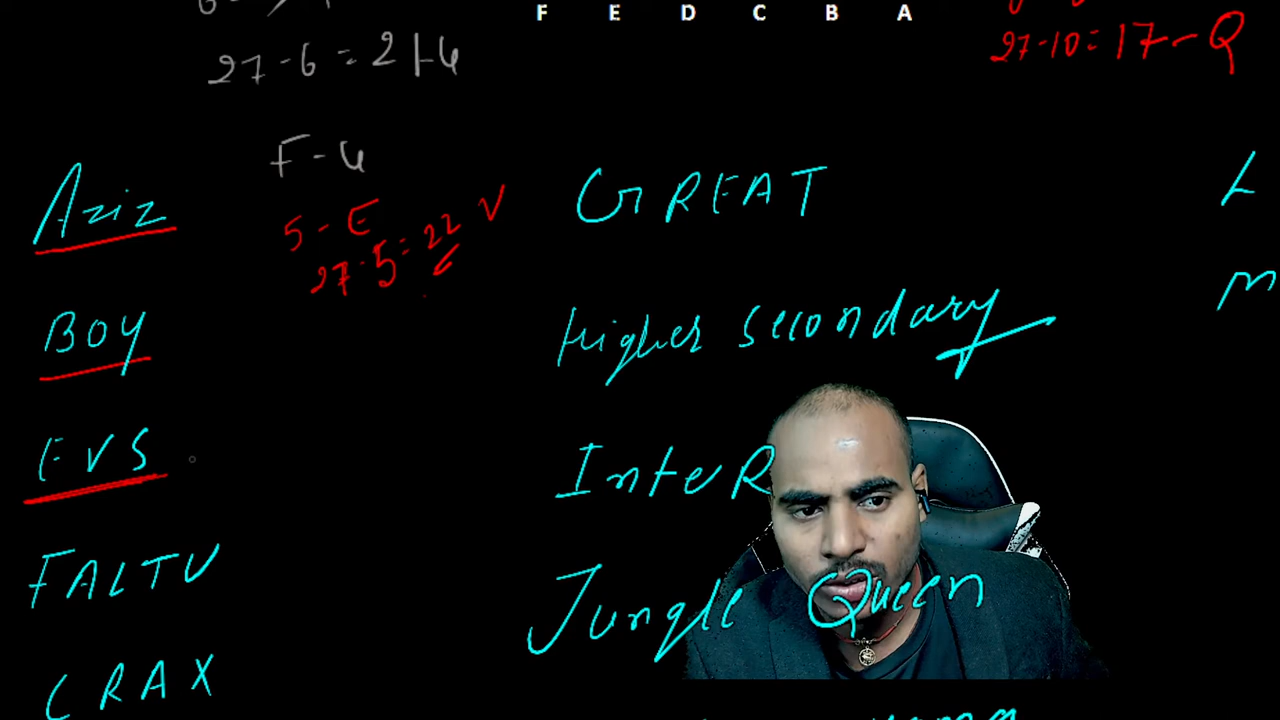 F E D C B A
27-6=21-U
27-10=17-Q
F-U
Aziz
5-E
27-5=22 V
GREAT
L
BOY
Higher secondary
M
EVS
InteR
FALTU
Jungle Queen
CRAX